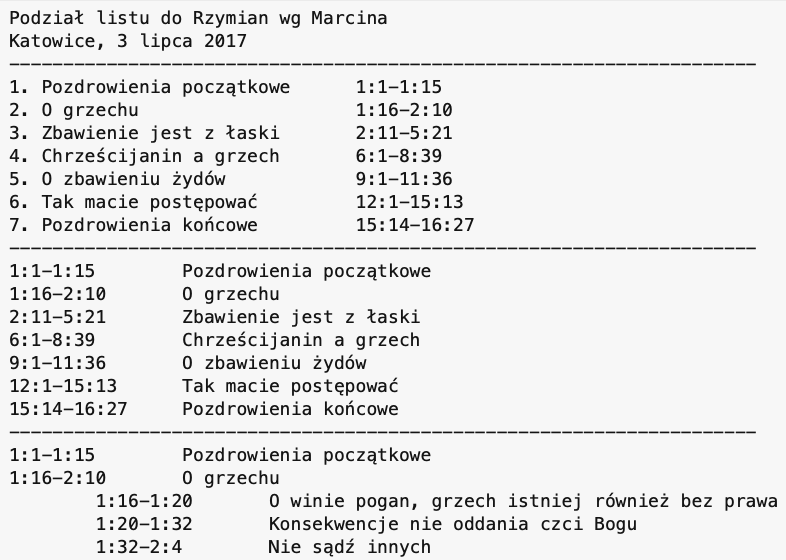 Podział listu do Rzymian wg Marcina
Katowice, 3 lipca 2017
---------------------------------------------------------------------
1. Pozdrowienia początkowe      1:1-1:15
2. O grzechu                    1:16-2:10
3. Zbawienie jest z łaski       2:11-5:21
4. Chrześcijanin a grzech       6:1-8:39
5. O zbawieniu żydów            9:1-11:36
6. Tak macie postępować         12:1-15:13
7. Pozdrowienia końcowe         15:14-16:27
---------------------------------------------------------------------
1:1-1:15        Pozdrowienia początkowe
1:16-2:10       O grzechu
2:11-5:21       Zbawienie jest z łaski
6:1-8:39        Chrześcijanin a grzech
9:1-11:36       O zbawieniu żydów
12:1-15:13      Tak macie postępować
15:14-16:27     Pozdrowienia końcowe
---------------------------------------------------------------------
1:1-1:15        Pozdrowienia początkowe
1:16-2:10       O grzechu
        1:16-1:20       O winie pogan, grzech istniej również bez prawa
        1:20-1:32       Konsekwencje nie oddania czci Bogu
        1:32-2:4        Nie sądź innych